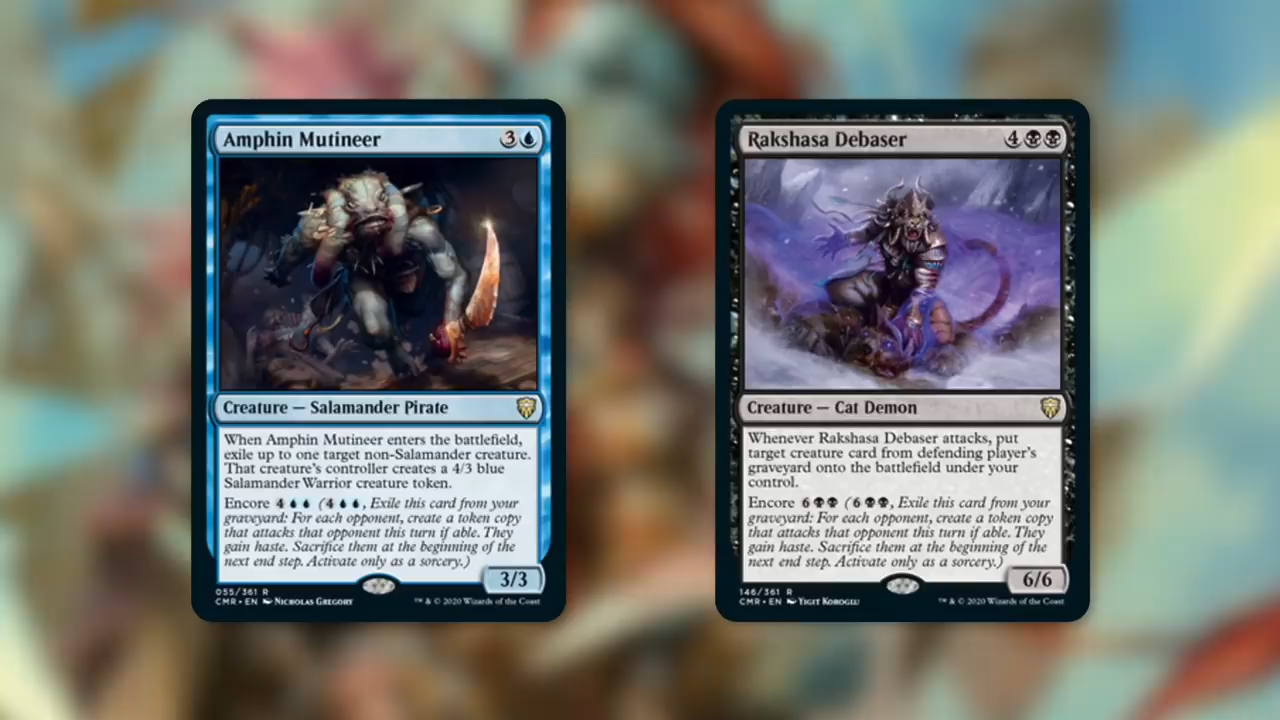 Amphin Mutineer 3
Creature — Salamander Pirate
When Amphin Mutineer enters the battlefield,
exile up to one target non-Salamander creature.
That creature's controller creates a 4/3 blue
Salamander Warrior creature token.
Encore 4 (4, Exile this card from your
graveyard: For each opponent, create a token copy
that attacks that opponent this turn if able. They
gain haste. Sacrifice them at the beginning of the
next end step. Activate only as a sorcery.)
3/3
055/361 R
CMR • EN Nicholas Gregory ™ & © 2020 Wizards of the Coast
Rakshasa Debaser 4
Creature — Cat Demon
Whenever Rakshasa Debaser attacks, put
target creature card from defending player's
graveyard onto the battlefield under your
control.
Encore 6 (6, Exile this card from your
graveyard: For each opponent, create a token copy
that attacks that opponent this turn if able. They
gain haste. Sacrifice them at the beginning of the
next end step. Activate only as a sorcery.)
6/6
146/361 R
CMR • EN Yigit Koroglu ™ & © 2020 Wizards of the Coast